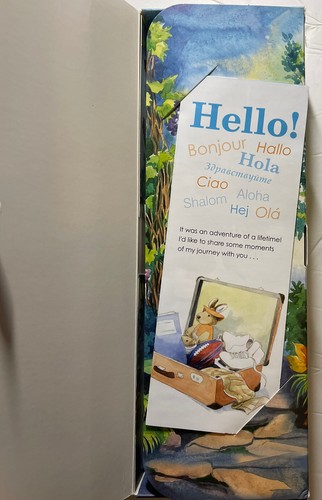 Hello!
Bonjour Hallo
Hola
Здравствуйте
Ciao
Shalom Aloha
Hej Olá
It was an adventure of a lifetime!
I'd like to share some moments
of my journey with you . . .